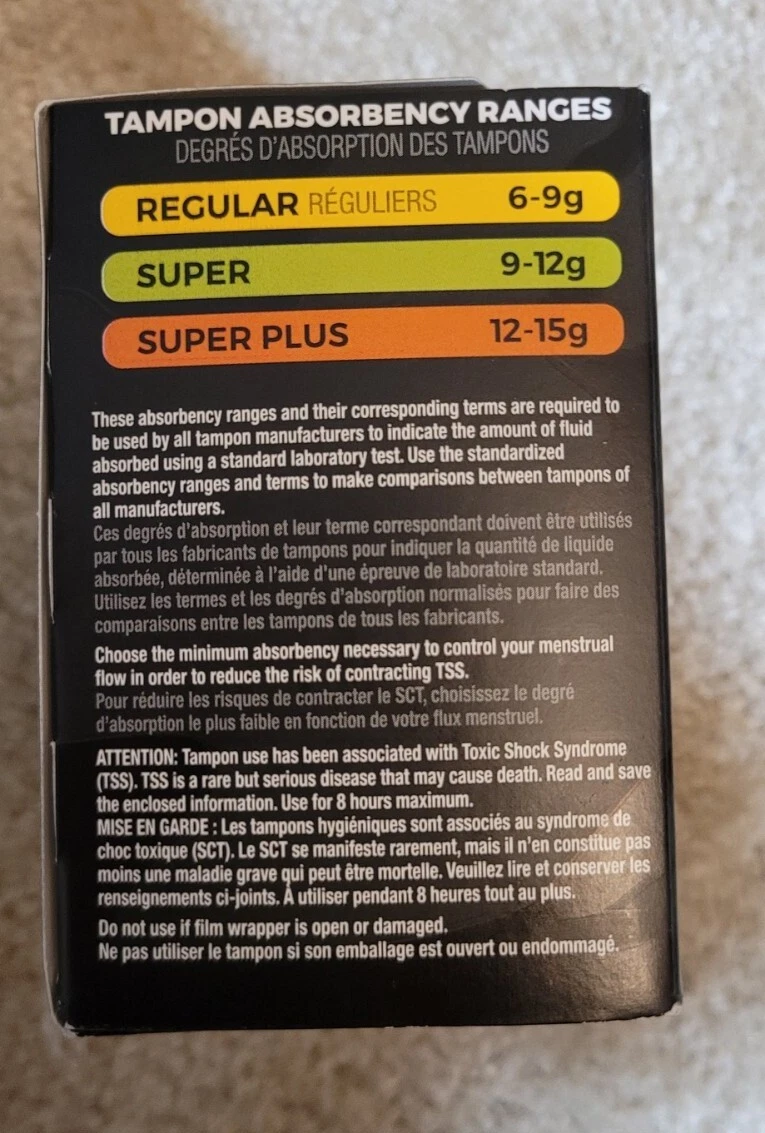 TAMPON ABSORBENCY RANGES
DEGRÉS D'ABSORPTION DES TAMPONS
REGULAR RÉGULIERS 6-9g
SUPER 9-12g
SUPER PLUS 12-15g
These absorbency ranges and their corresponding terms are required to
be used by all tampon manufacturers to indicate the amount of fluid
absorbed using a standard laboratory test. Use the standardized
absorbency ranges and terms to make comparisons between tampons of
all manufacturers.
Ces degrés d'absorption et leur terme correspondant doivent être utilisés
par tous les fabricants de tampons pour indiquer la quantité de liquide
absorbée, déterminée à l'aide d'une épreuve de laboratoire standard.
Utilisez les termes et les degrés d'absorption normalisés pour faire des
comparaisons entre les tampons de tous les fabricants.
Choose the minimum absorbency necessary to control your menstrual
flow in order to reduce the risk of contracting TSS.
Pour réduire les risques de contracter le SCT, choisissez le degré
d'absorption le plus faible en fonction de votre flux menstruel.
ATTENTION: Tampon use has been associated with Toxic Shock Syndrome
(TSS). TSS is a rare but serious disease that may cause death. Read and save
the enclosed information. Use for 8 hours maximum.
MISE EN GARDE : Les tampons hygiéniques sont associés au syndrome de
choc toxique (SCT). Le SCT se manifeste rarement, mais il n'en constitue pas
moins une maladie grave qui peut être mortelle. Veuillez lire et conserver les
renseignements ci-joints. À utiliser pendant 8 heures tout au plus.
Do not use if film wrapper is open or damaged.
Ne pas utiliser le tampon si son emballage est ouvert ou endommagé.